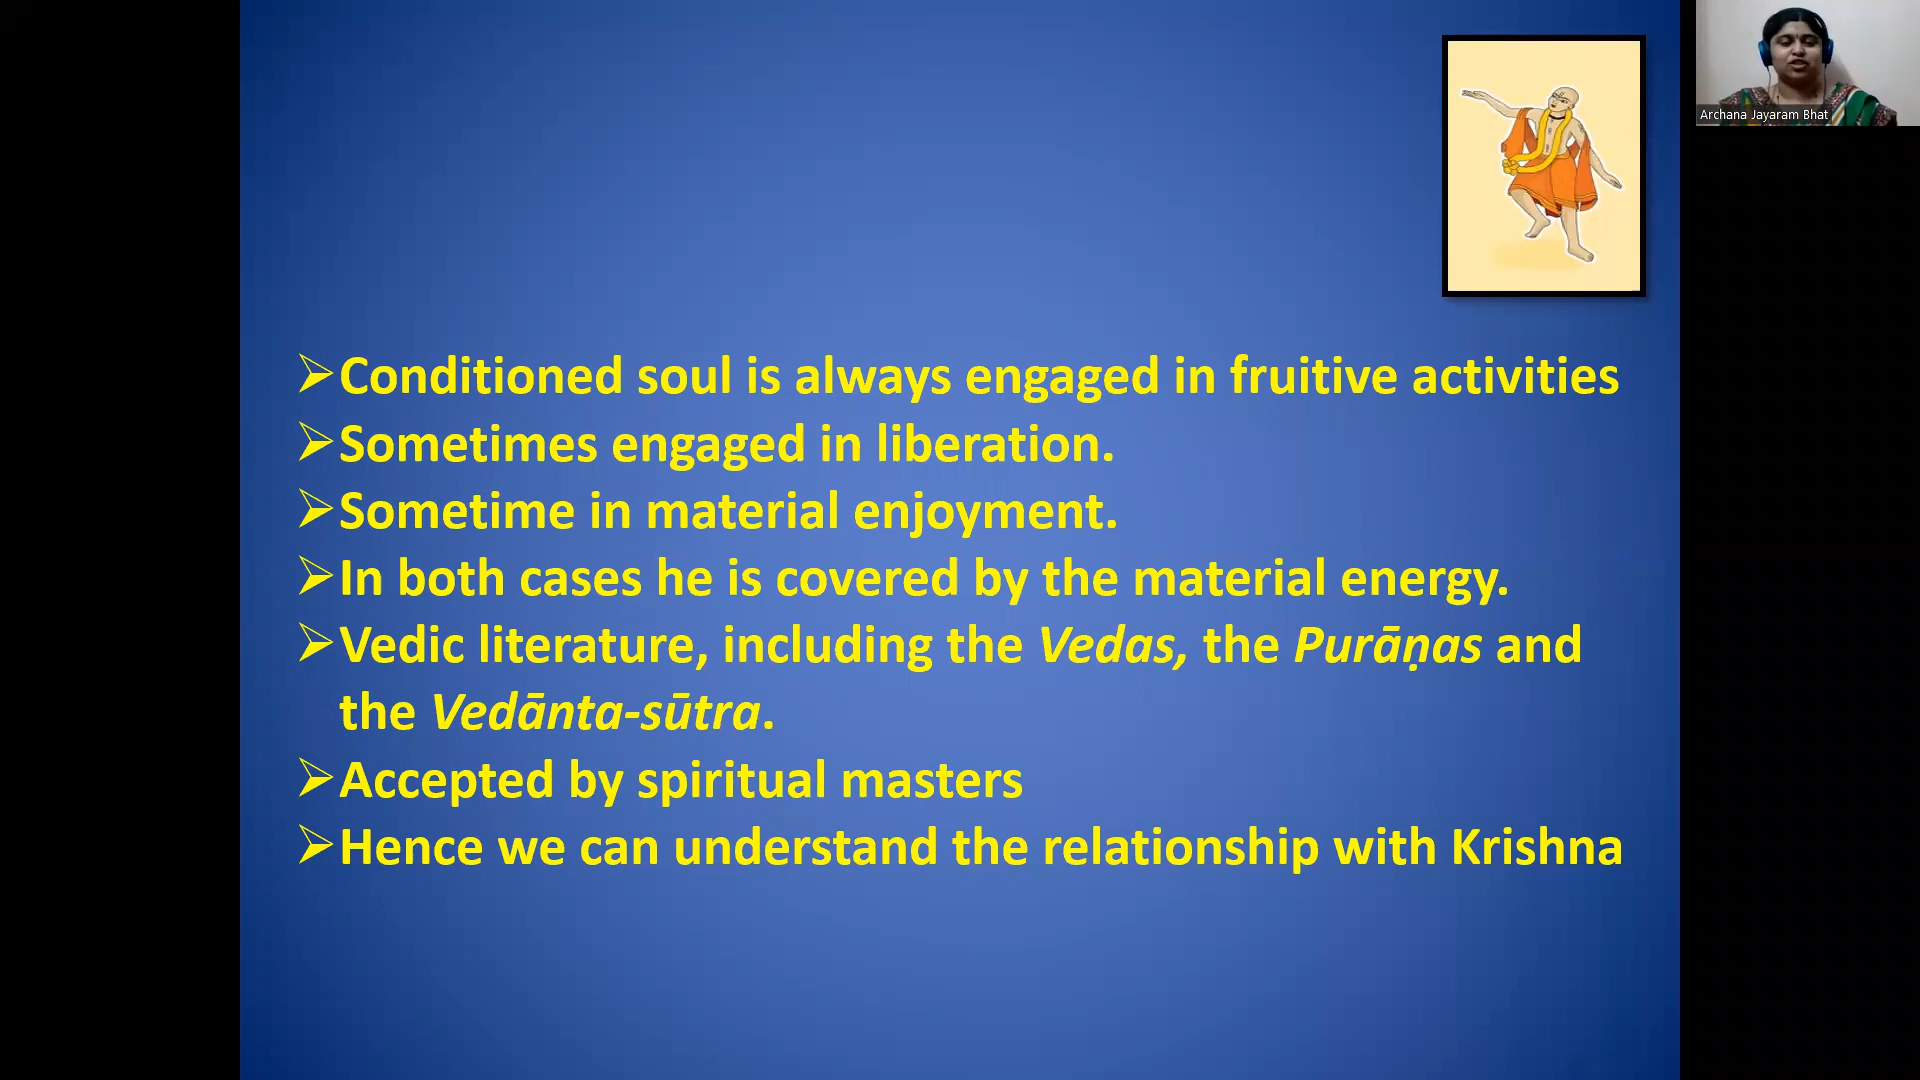 Archana Jayaram Bhat
➢Conditioned soul is always engaged in fruitive activities
➢Sometimes engaged in liberation.
➢Sometime in material enjoyment.
➢In both cases he is covered by the material energy.
➢Vedic literature, including the Vedas, the Purāṇas and
the Vedānta-sūtra.
➢Accepted by spiritual masters
➢Hence we can understand the relationship with Krishna